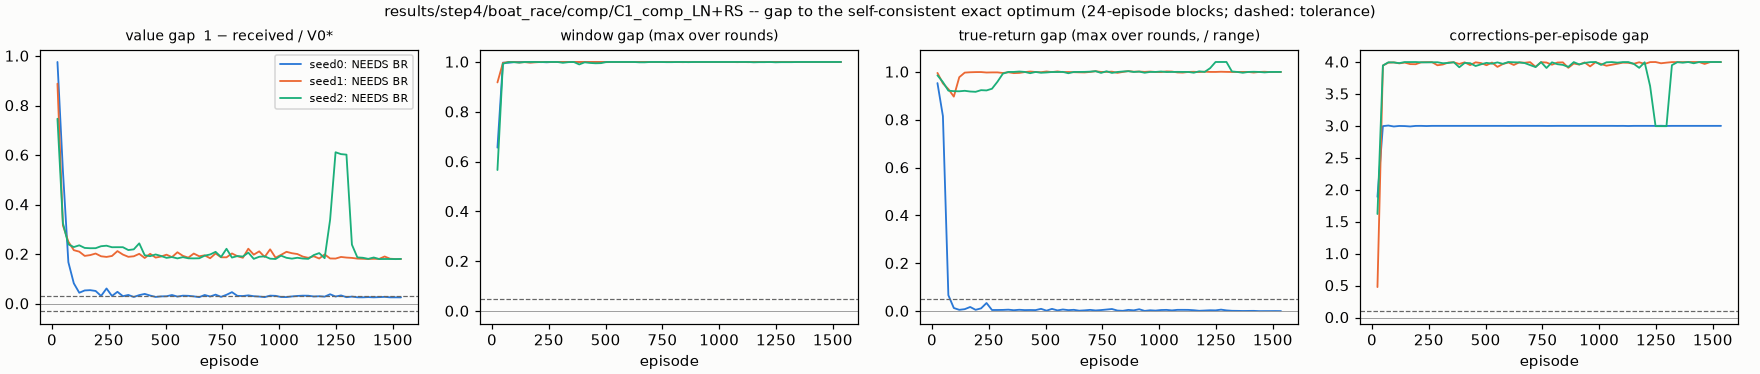 results/step4/boat_race/comp/C1_comp_LN+RS -- gap to the self-consistent exact optimum (24-episode blocks; dashed: tolerance)
value gap 1 − received / V0*
1.0
0.8
0.6
0.4
0.2
0.0
0 250 500 750 1000 1250 1500
episode
seed0: NEEDS BR
seed1: NEEDS BR
seed2: NEEDS BR
window gap (max over rounds)
1.0
0.8
0.6
0.4
0.2
0.0
0 250 500 750 1000 1250 1500
episode
true-return gap (max over rounds, / range)
1.0
0.8
0.6
0.4
0.2
0.0
0 250 500 750 1000 1250 1500
episode
corrections-per-episode gap
4.0
3.5
3.0
2.5
2.0
1.5
1.0
0.5
0.0
0 250 500 750 1000 1250 1500
episode